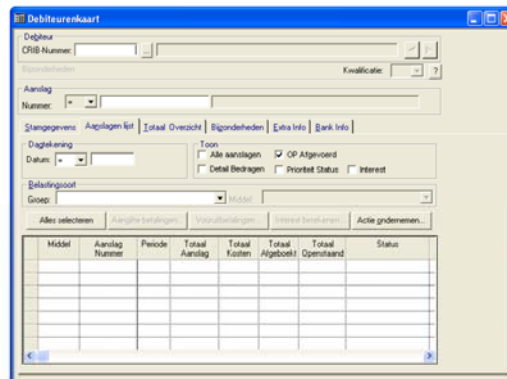 Debiteurenkaart
Debiteur
CRIB-Nummer: ...
Bijzonderheden Kwalificatie: ?
Aanslag
Nummer: =
Stamgegevens Aanslagen lijst Totaal Overzicht Bijzonderheden Extra Info Bank Info
Dagtekening Toon
Datum: = Alle aanslagen OP Afgevoerd
Detail Bedragen Prioriteit Status Interest
Belastingsoort
Groep: Middel
Alles selecteren Aangifte betalingen... Vooruitbetalingen... Interest berekenen... Actie ondernemen...
Middel Aanslag Nummer Periode Totaal Aanslag Totaal Kosten Totaal Afgeboekt Totaal Openstaand Status